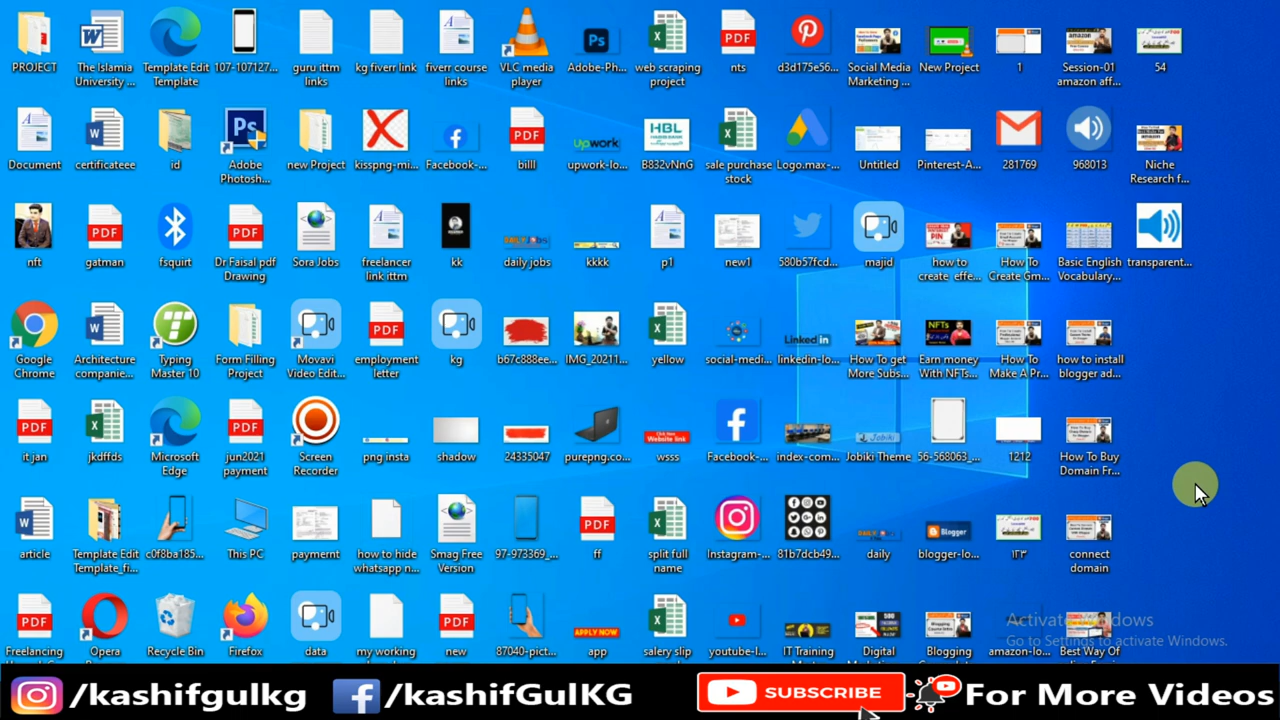 PROJECT
The Islamia
University ...
Template Edit
Template
107-107127...
guru ittm
links
kg fiverr link
fiverr course
links
VLC media
player
Adobe-Ph...
web scraping
project
nts
d3d175e56...
Social Media
Marketing ...
New Project
1
Session-01
amazon aff...
54
Document
certificateee
id
Adobe
Photosh...
new Project
kisspng-mi...
Facebook-...
billl
upwork-lo...
B832vNnG
sale purchase
stock
Logo.max-...
Untitled
Pinterest-A...
281769
968013
Niche
Research f...
nft
gatman
fsquirt
Dr Faisal pdf
Drawing
Sora Jobs
freelancer
link ittm
kk
daily jobs
kkkk
p1
new1
580b57fcd...
majid
how to
create effe...
How To
Create Gm...
Basic English
Vocabulary...
transparent...
Google
Chrome
Architecture
companie...
Typing
Master 10
Form Filling
Project
Movavi
Video Edit...
employment
letter
kg
b67c888ee...
IMG_20211...
yellow
social-medi...
linkedin-lo...
How To get
More Subs...
Earn money
With NFTs...
How To
Make A Pr...
how to install
blogger ad...
it jan
jkdffds
Microsoft
Edge
jun2021
payment
Screen
Recorder
png insta
shadow
24335047
purepng.co...
wsss
Facebook-...
index-com...
Jobiki Theme
56-568063_...
1212
How To Buy
Domain Fr...
article
Template Edit
Template_fi...
c0f8ba185...
This PC
paymernt
how to hide
whatsapp n...
Smag Free
Version
97-973369_...
ff
split full
name
Instagram-...
81b7dcb49...
daily
blogger-lo...
١٢٣
connect
domain
Freelancing
Opera
Recycle Bin
Firefox
data
my working
new
87040-pict...
app
salery slip
youtube-l...
IT Training
Digital
Blogging
amazon-lo...
Best Way Of
Activate Windows
Go to Settings to activate Windows.
/kashifgulkg
/kashifGulKG
SUBSCRIBE
For More Videos